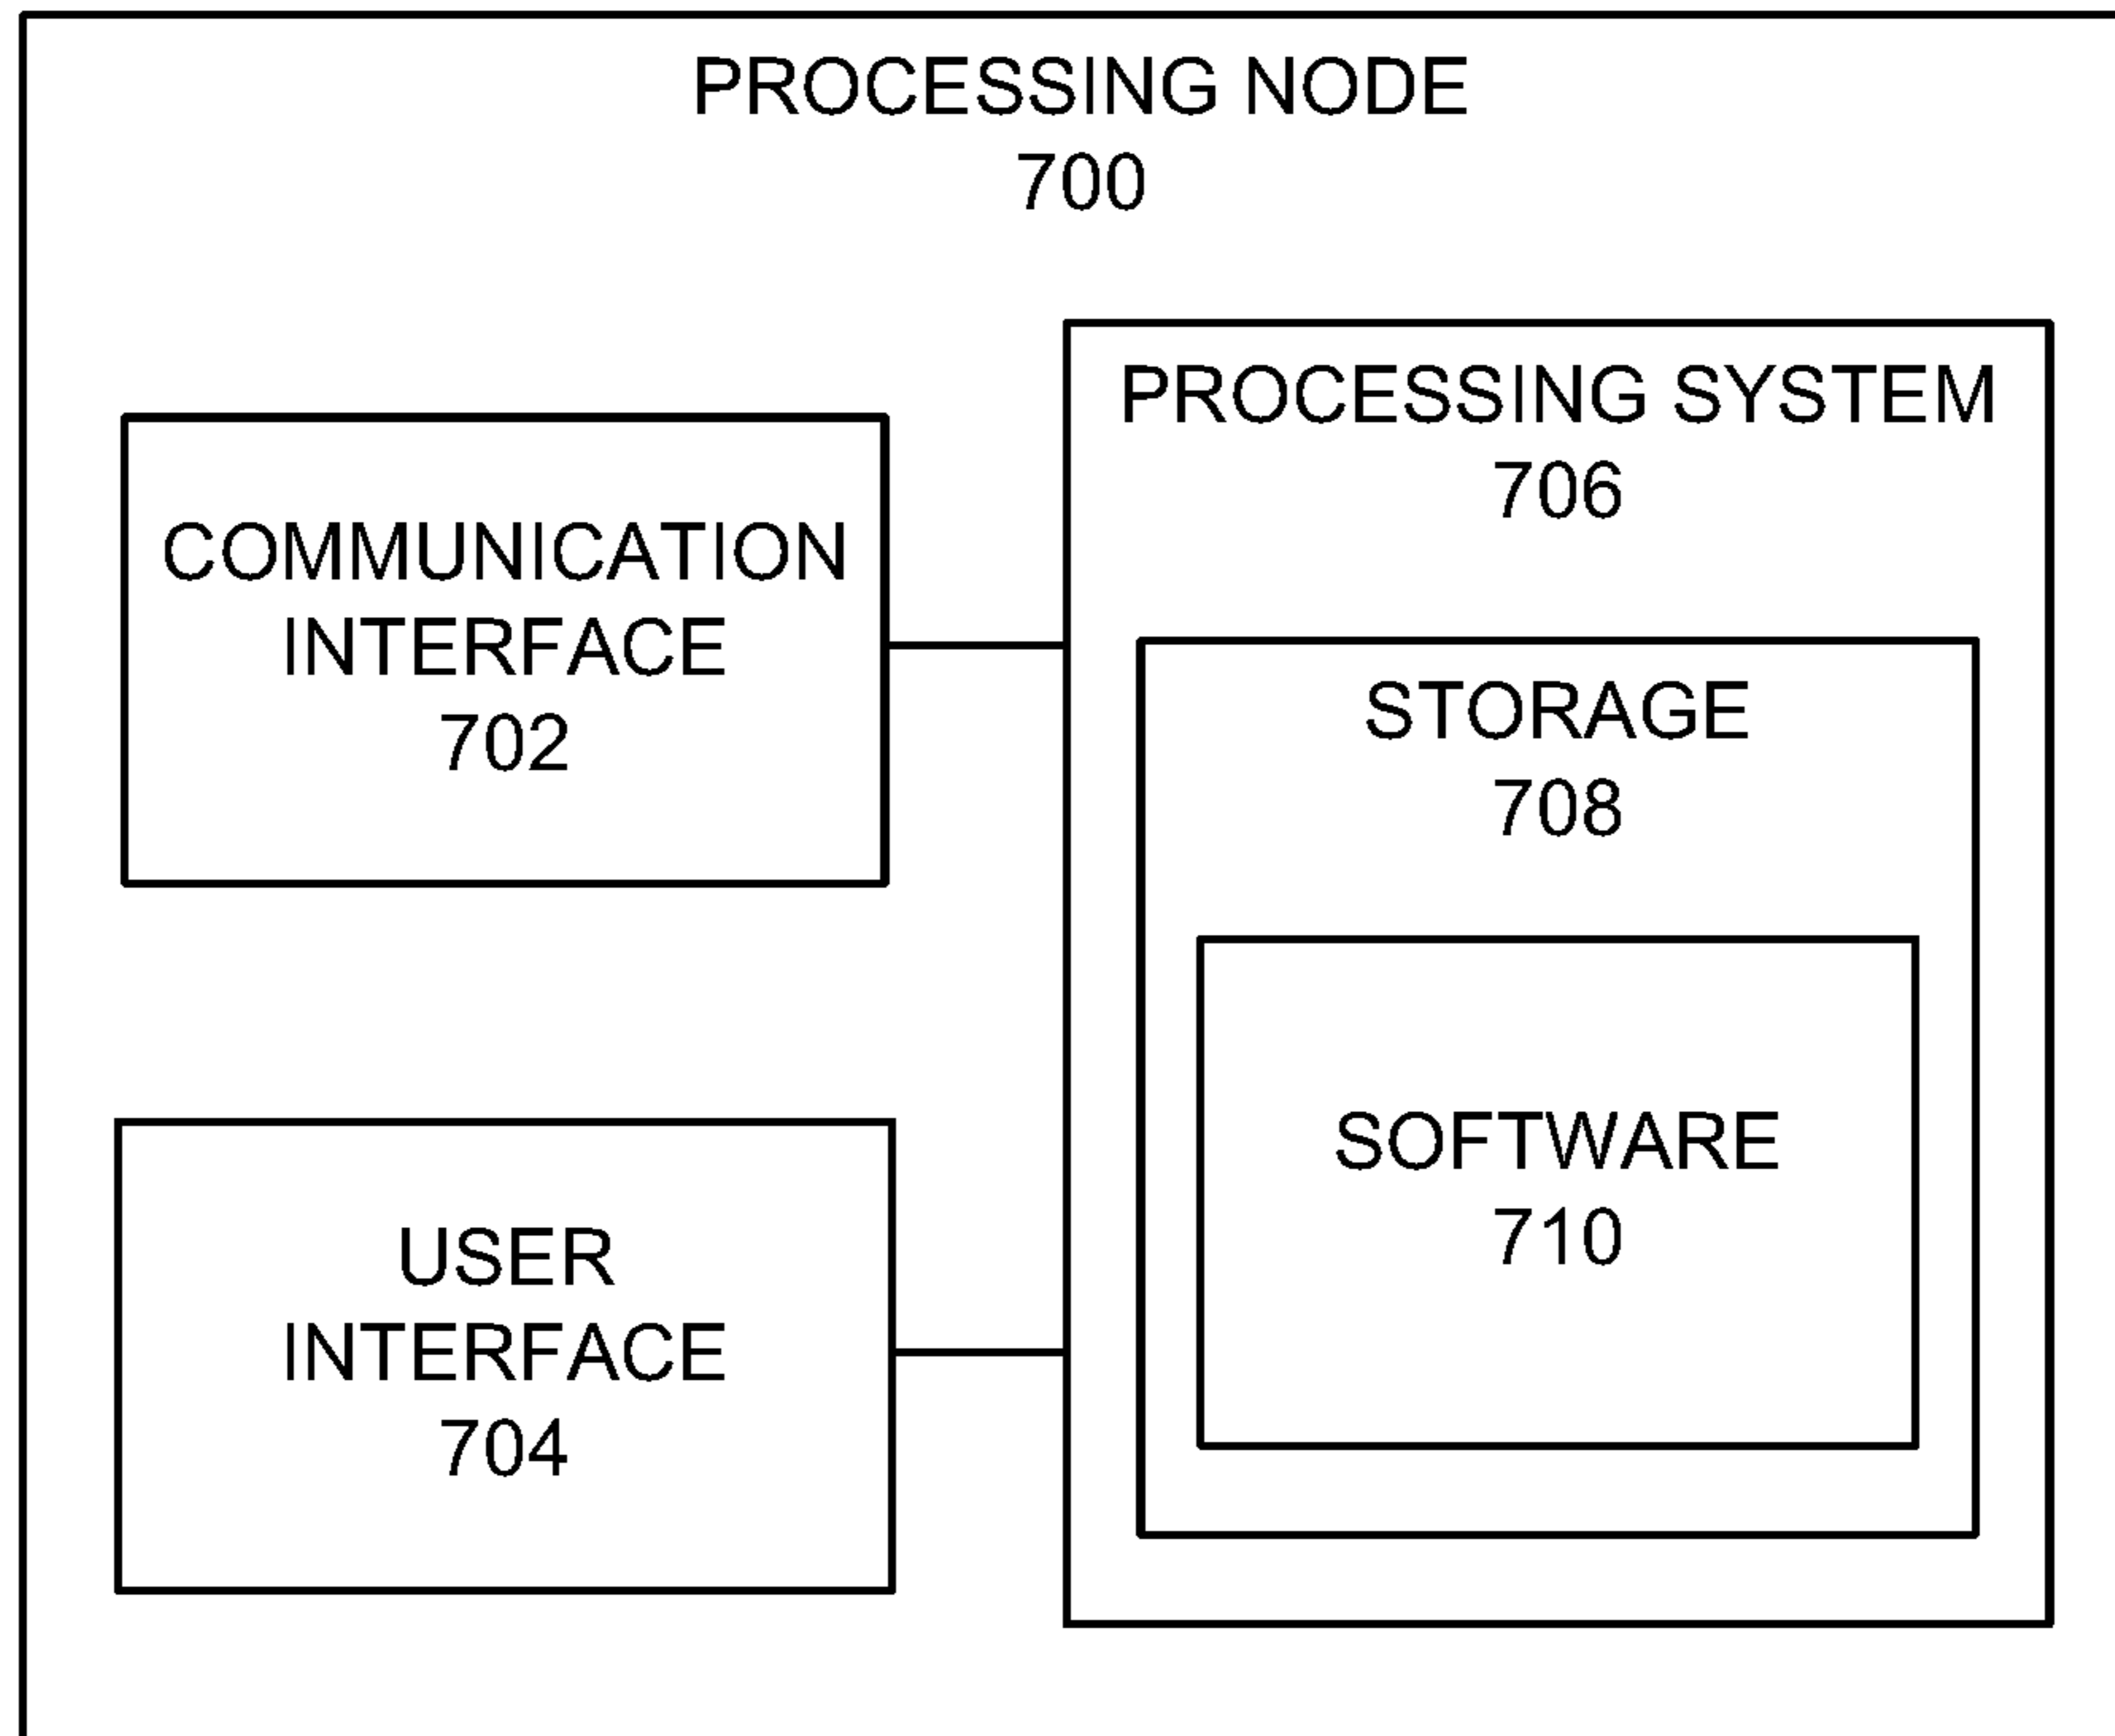 PROCESSING NODE
700
COMMUNICATION
INTERFACE
702
USER
INTERFACE
704
PROCESSING SYSTEM
706
STORAGE
708
SOFTWARE
710